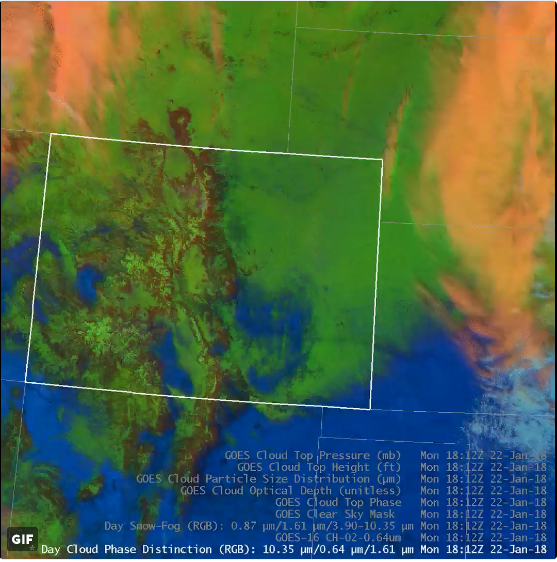 GOES Cloud Top Pressure (mb) Mon 18:12Z 22-Jan-18
GOES Cloud Top Height (ft) Mon 18:12Z 22-Jan-18
GOES Cloud Particle Size Distribution (μm) Mon 18:12Z 22-Jan-18
GOES Cloud Optical Depth (unitless) Mon 18:12Z 22-Jan-18
GOES Cloud Top Phase Mon 18:12Z 22-Jan-18
GOES Clear Sky Mask Mon 18:12Z 22-Jan-18
Day Snow-Fog (RGB): 0.87 μm/1.61 μm/3.90-10.35 μm Mon 18:12Z 22-Jan-18
GOES-16 CH-02-0.64um Mon 18:12Z 22-Jan-18
GIF
Day Cloud Phase Distinction (RGB): 10.35 μm/0.64 μm/1.61 μm Mon 18:12Z 22-Jan-18